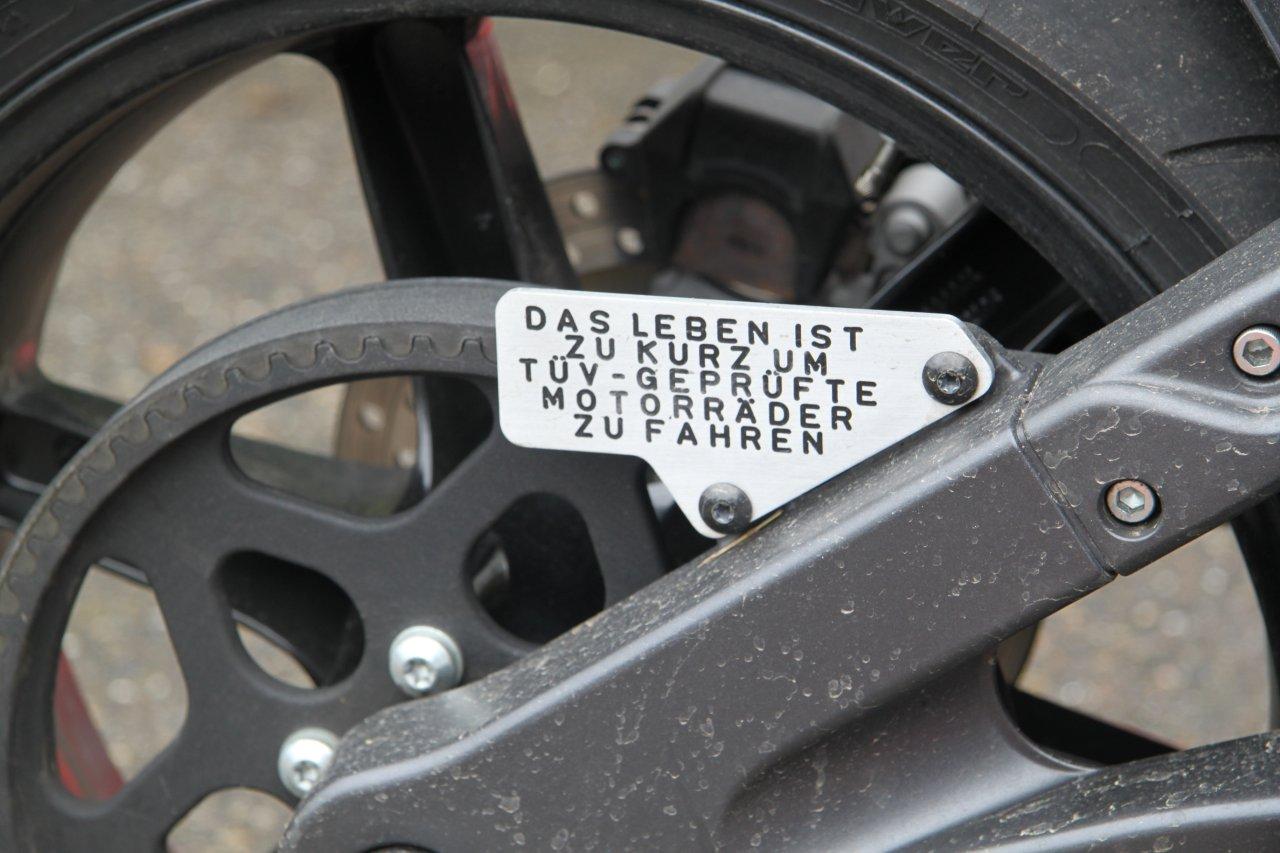 DAS LEBEN IST
ZU KURZ UM
TÜV-GEPRÜFTE
MOTORRÄDER
ZU FAHREN